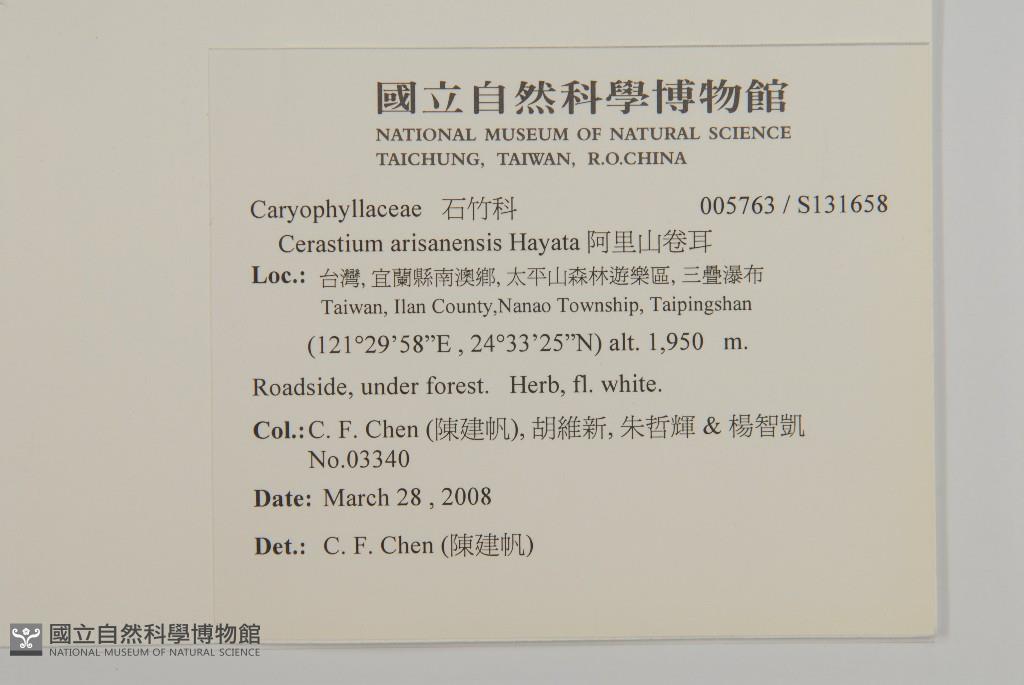 國立自然科學博物館
NATIONAL MUSEUM OF NATURAL SCIENCE
TAICHUNG, TAIWAN, R.O.CHINA
Caryophyllaceae 石竹科 005763 / S131658
Cerastium arisanensis Hayata 阿里山卷耳
Loc.: 台灣, 宜蘭縣南澳鄉, 太平山森林遊樂區, 三疊瀑布
Taiwan, Ilan County,Nanao Township, Taipingshan
(121°29’58”E , 24°33’25”N) alt. 1,950 m.
Roadside, under forest. Herb, fl. white.
Col.: C. F. Chen (陳建帆), 胡維新, 朱哲輝 & 楊智凱
No.03340
Date: March 28 , 2008
Det.: C. F. Chen (陳建帆)
國立自然科學博物館
NATIONAL MUSEUM OF NATURAL SCIENCE